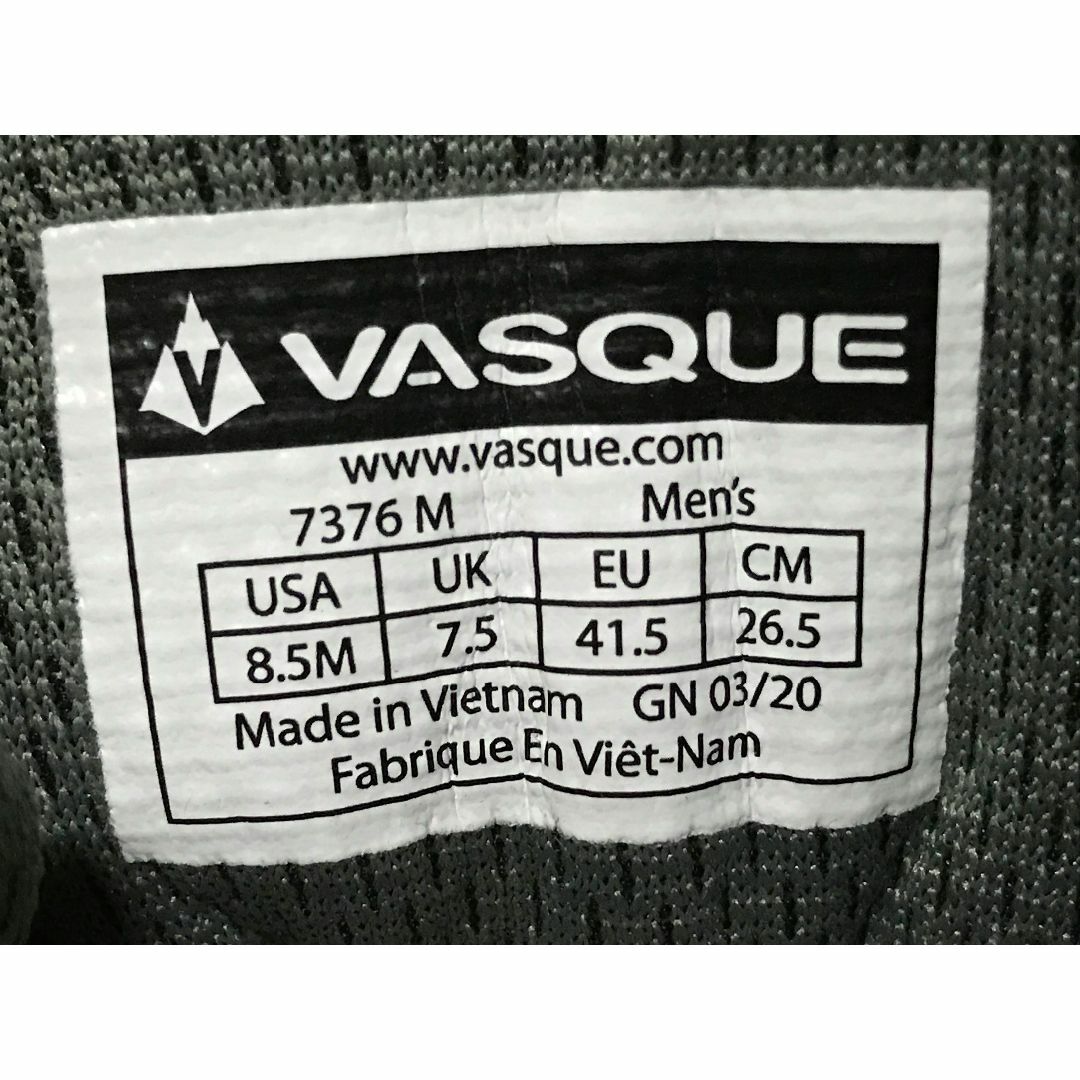 VASQUE
www.vasque.com
7376 M Men's
USA UK EU CM
8.5M 7.5 41.5 26.5
Made in Vietnam GN 03/20
Fabrique En Viêt-Nam